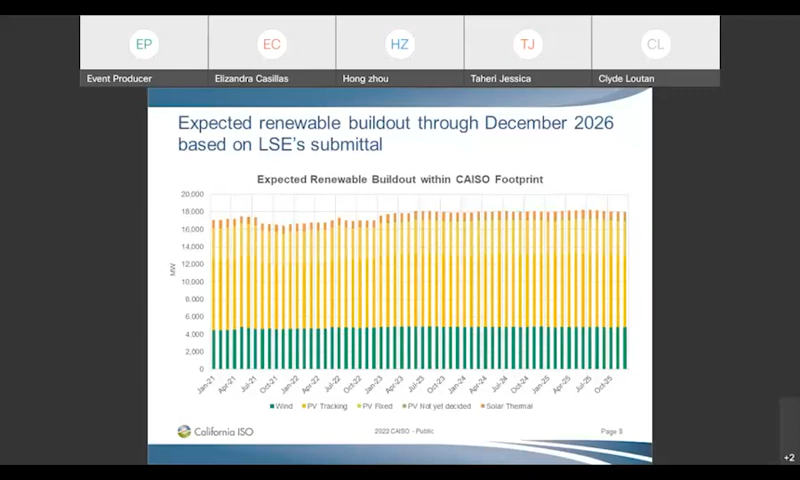 EP
EC
HZ
TJ
CL
Event Producer
Elizandra Casillas
Hong zhou
Taheri Jessica
Clyde Loutan
Expected renewable buildout through December 2026
based on LSE's submittal
Expected Renewable Buildout within CAISO Footprint
20,000
18,000
16,000
14,000
12,000
10,000
8,000
6,000
4,000
2,000
0
MW
Jan-21
Apr-21
Jul-21
Oct-21
Jan-22
Apr-22
Jul-22
Oct-22
Jan-23
Apr-23
Jul-23
Oct-23
Jan-24
Apr-24
Jul-24
Oct-24
Jan-25
Apr-25
Jul-25
Oct-25
Wind
PV Tracking
PV Fixed
PV Not yet decided
Solar Thermal
California ISO
2022 CAISO - Public
+2